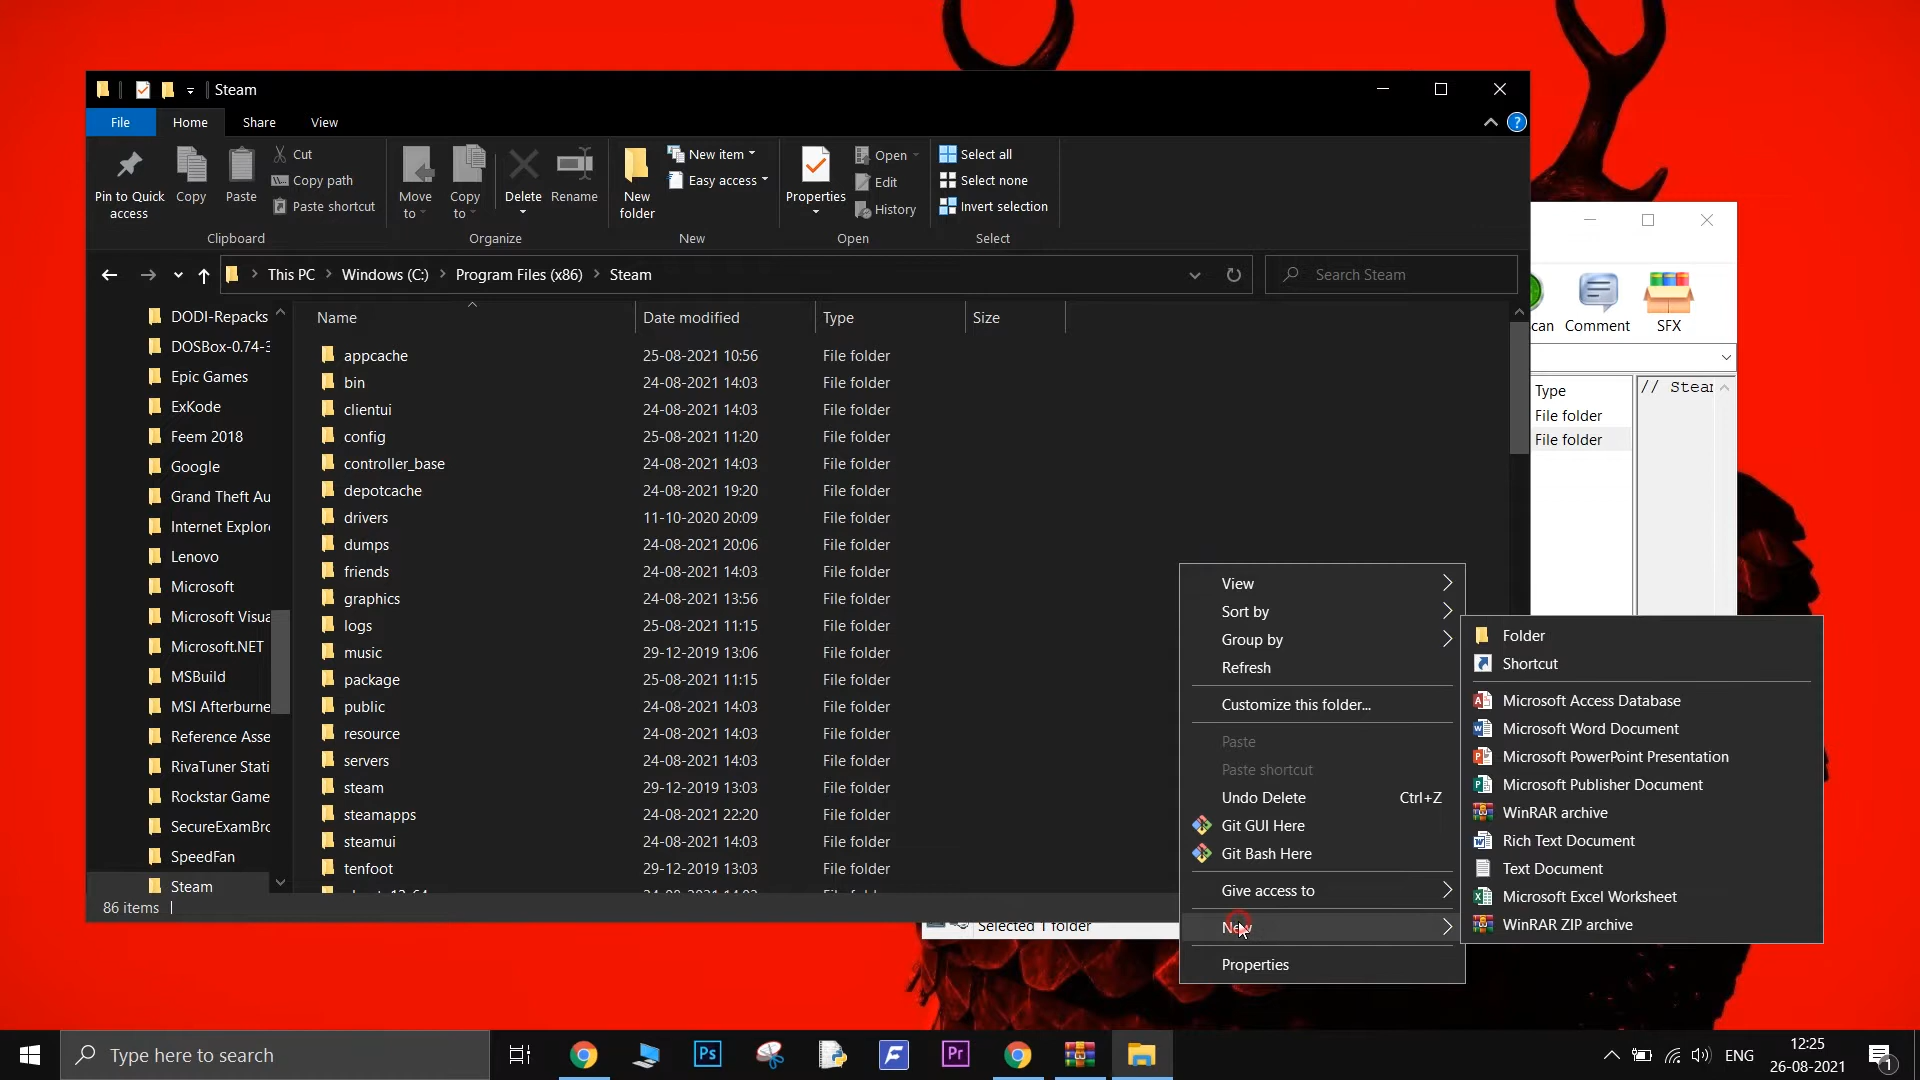 Steam
File
Home
Share
View
Pin to Quick
access
Copy
Paste
Cut
Copy path
Paste shortcut
Move
to
Copy
to
Delete
Rename
New
folder
New item
Easy access
Properties
Open
Edit
History
Select all
Select none
Invert selection
Clipboard
Organize
New
Open
Select
This PC
Windows (C:)
Program Files (x86)
Steam
Search Steam
DODI-Repacks
DOSBox-0.74-3
Epic Games
ExKode
Feem 2018
Google
Grand Theft Au
Internet Explore
Lenovo
Microsoft
Microsoft Visua
Microsoft.NET
MSBuild
MSI Afterburne
Reference Asse
RivaTuner Stati
Rockstar Game
SecureExamBro
SpeedFan
Steam
Name Date modified Type Size
appcache 25-08-2021 10:56 File folder
bin 24-08-2021 14:03 File folder
clientui 24-08-2021 14:03 File folder
config 25-08-2021 11:20 File folder
controller_base 24-08-2021 14:03 File folder
depotcache 24-08-2021 19:20 File folder
drivers 11-10-2020 20:09 File folder
dumps 24-08-2021 20:06 File folder
friends 24-08-2021 14:03 File folder
graphics 24-08-2021 13:56 File folder
logs 25-08-2021 11:15 File folder
music 29-12-2019 13:06 File folder
package 25-08-2021 11:15 File folder
public 24-08-2021 14:03 File folder
resource 24-08-2021 14:03 File folder
servers 24-08-2021 14:03 File folder
steam 29-12-2019 13:03 File folder
steamapps 24-08-2021 22:20 File folder
steamui 24-08-2021 14:03 File folder
tenfoot 29-12-2019 13:03 File folder
86 items
can
Comment
SFX
Type
File folder
File folder
// Steam
Selected 1 folder
View
Sort by
Group by
Refresh
Customize this folder...
Paste
Paste shortcut
Undo Delete Ctrl+Z
Git GUI Here
Git Bash Here
Give access to
New
Properties
Folder
Shortcut
Microsoft Access Database
Microsoft Word Document
Microsoft PowerPoint Presentation
Microsoft Publisher Document
WinRAR archive
Rich Text Document
Text Document
Microsoft Excel Worksheet
WinRAR ZIP archive
Type here to search
Ps
Pr
ENG
12:25
26-08-2021
1